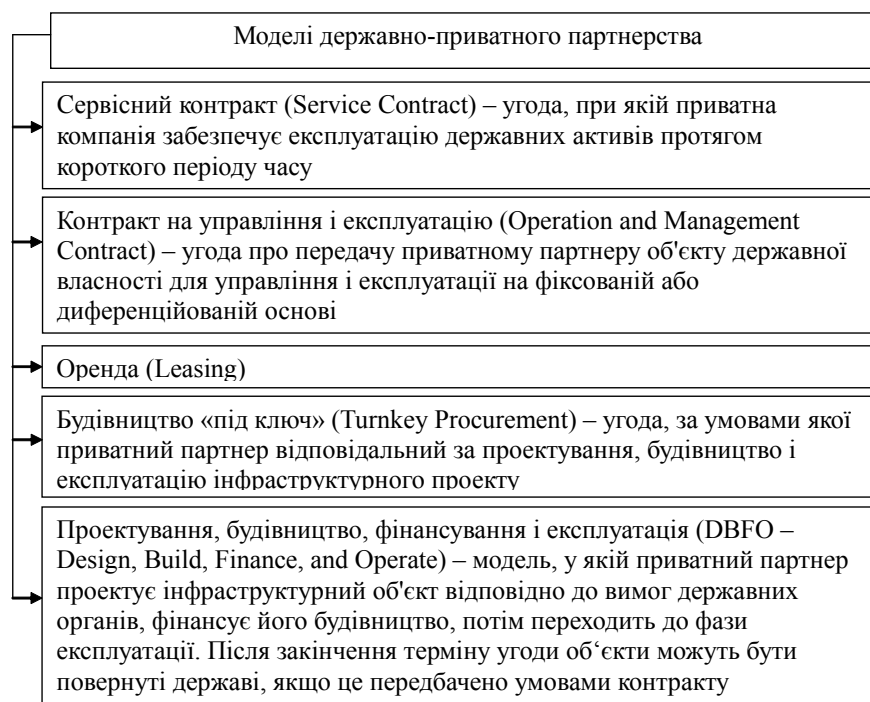 Моделі державно-приватного партнерства
Сервісний контракт (Service Contract) – угода, при якій приватна
компанія забезпечує експлуатацію державних активів протягом
короткого періоду часу
Контракт на управління і експлуатацію (Operation and Management
Contract) – угода про передачу приватному партнеру об'єкту державної
власності для управління і експлуатації на фіксованій або
диференційованій основі
Оренда (Leasing)
Будівництво «під ключ» (Turnkey Procurement) – угода, за умовами якої
приватний партнер відповідальний за проектування, будівництво і
експлуатацію інфраструктурного проекту
Проектування, будівництво, фінансування і експлуатація (DBFO –
Design, Build, Finance, and Operate) – модель, у якій приватний партнер
проектує інфраструктурний об'єкт відповідно до вимог державних
органів, фінансує його будівництво, потім переходить до фази
експлуатації. Після закінчення терміну угоди об‘єкти можуть бути
повернуті державі, якщо це передбачено умовами контракту